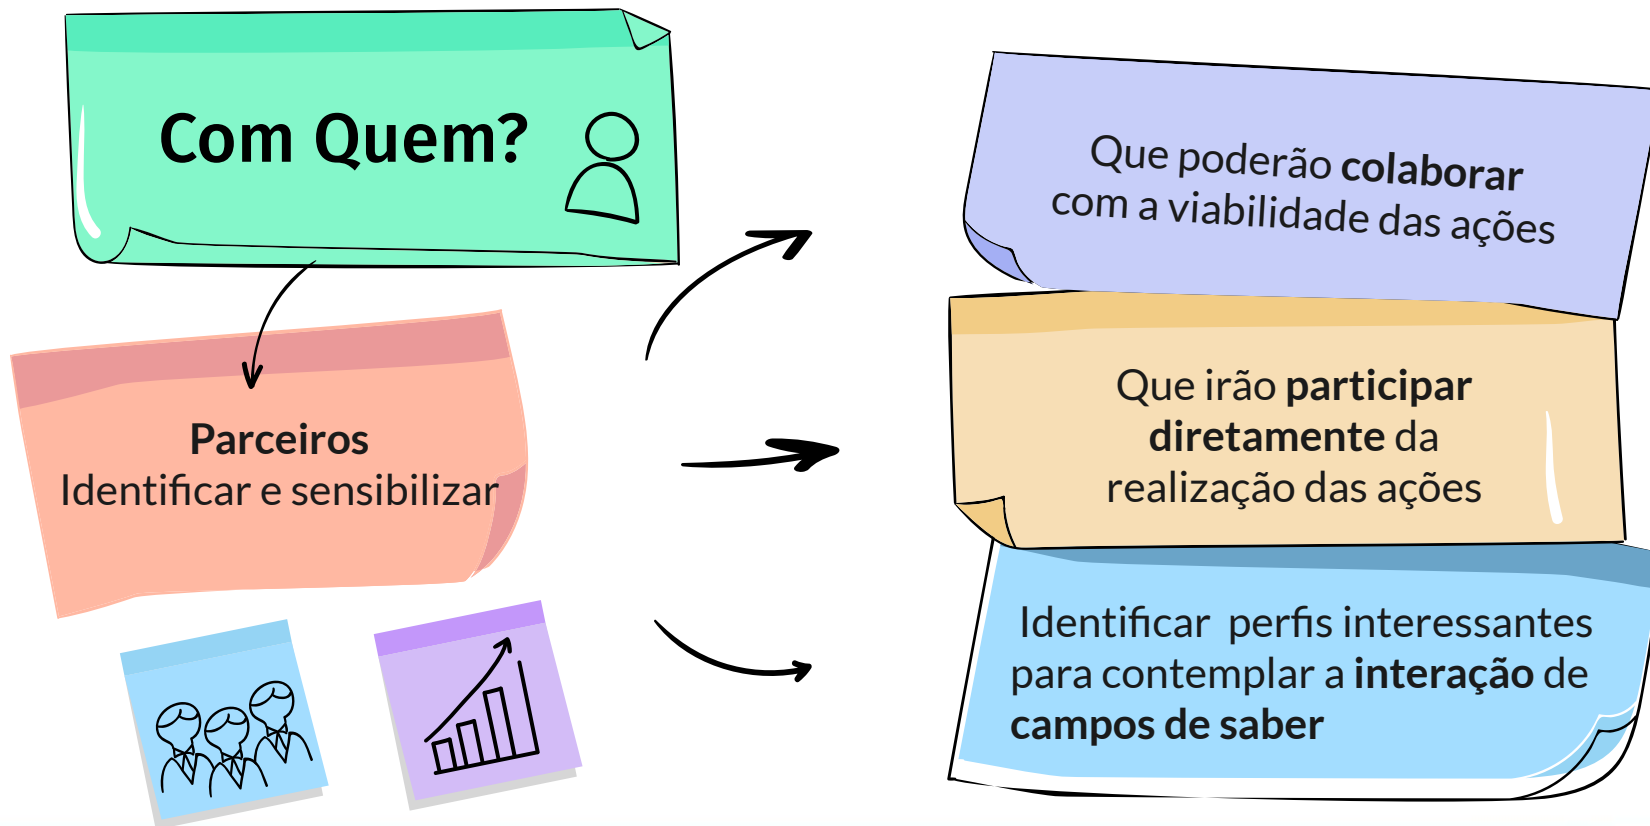 Com Quem?
Parceiros
Identificar e sensibilizar
Que poderão colaborar
com a viabilidade das ações
Que irão participar
diretamente da
realização das ações
Identificar  perfis interessantes
para contemplar a interação de
campos de saber